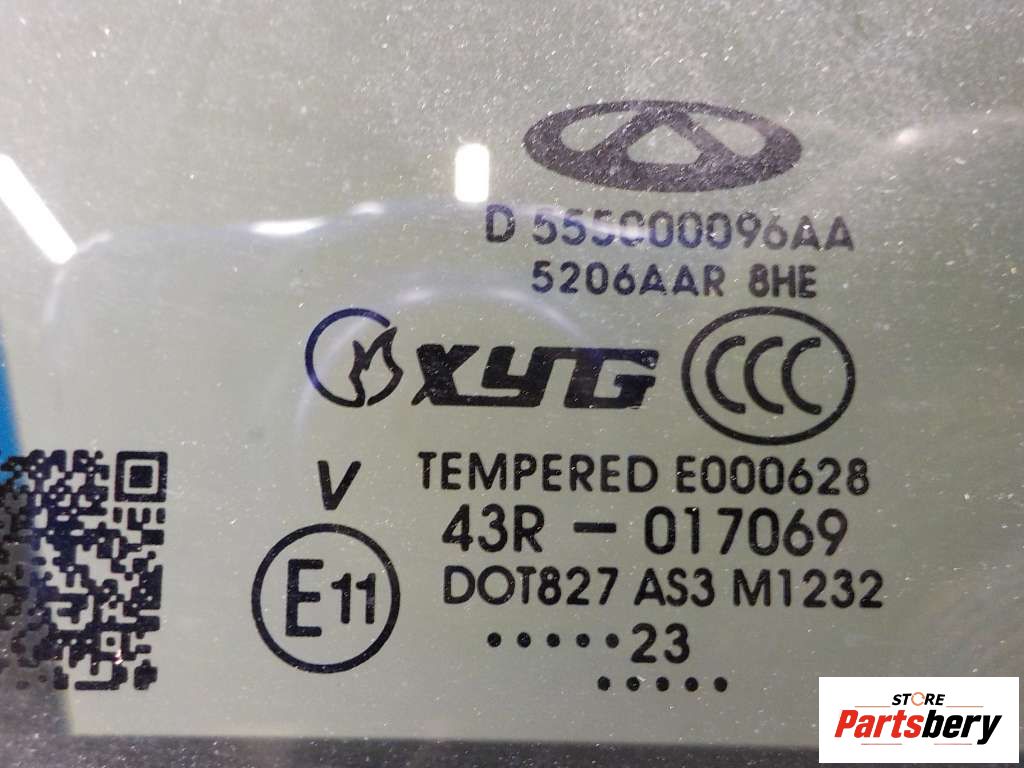 D 555000096AA
5206AAR 8HE
XYG
CCC
V
TEMPERED E000628
43R - 017069
E11
DOT827 AS3 M1232
.....23
.....
STORE
Partsbery